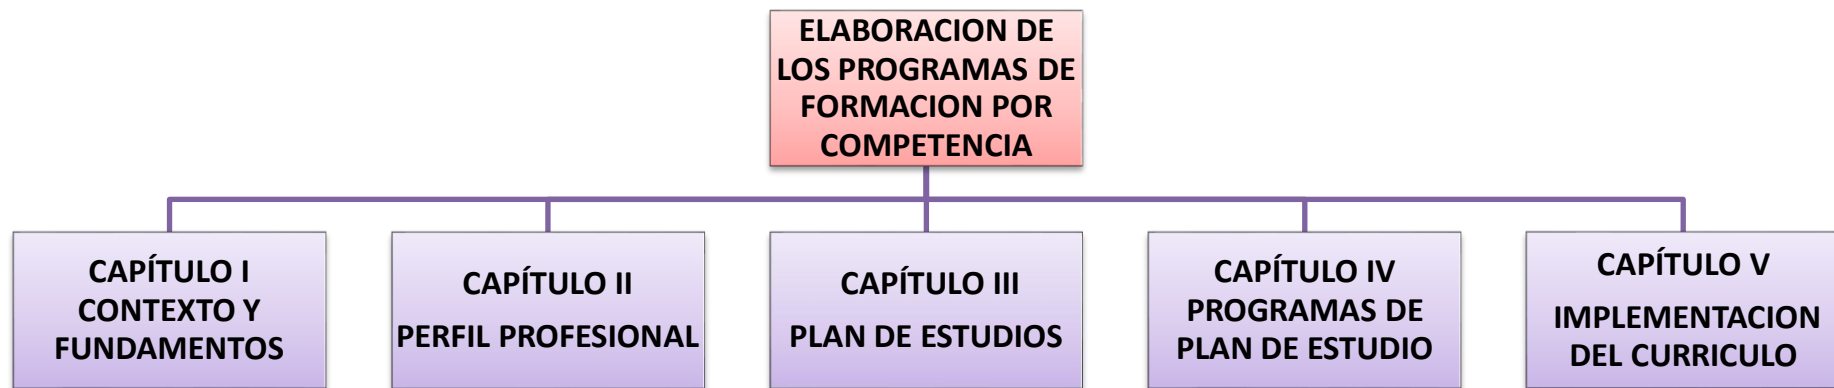 ELABORACION DE
LOS PROGRAMAS DE
FORMACION POR
COMPETENCIA
CAPÍTULO I
CONTEXTO Y
FUNDAMENTOS
CAPÍTULO II
PERFIL PROFESIONAL
CAPÍTULO III
PLAN DE ESTUDIOS
CAPÍTULO IV
PROGRAMAS DE
PLAN DE ESTUDIO
CAPÍTULO V
IMPLEMENTACION
DEL CURRICULO